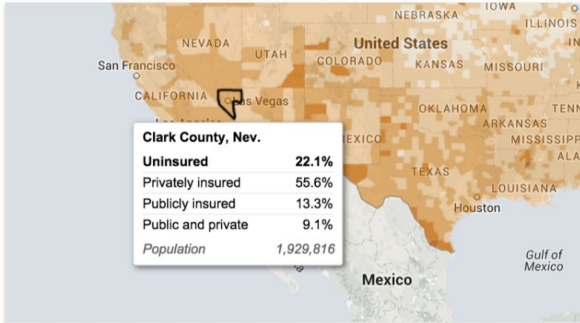 NEBRASKA
IOWA
ILLINOIS
NEVADA
UTAH
United States
COLORADO
KANSAS
MISSOURI
San Francisco
CALIFORNIA
Las Vegas
OKLAHOMA
TENN
ARKANSAS
MISSISSIPP
ALA
TEXAS
LOUISIANA
Houston
Gulf of
Mexico
Mexico
Clark County, Nev.
Uninsured 22.1%
Privately insured 55.6%
Publicly insured 13.3%
Public and private 9.1%
Population 1,929,816